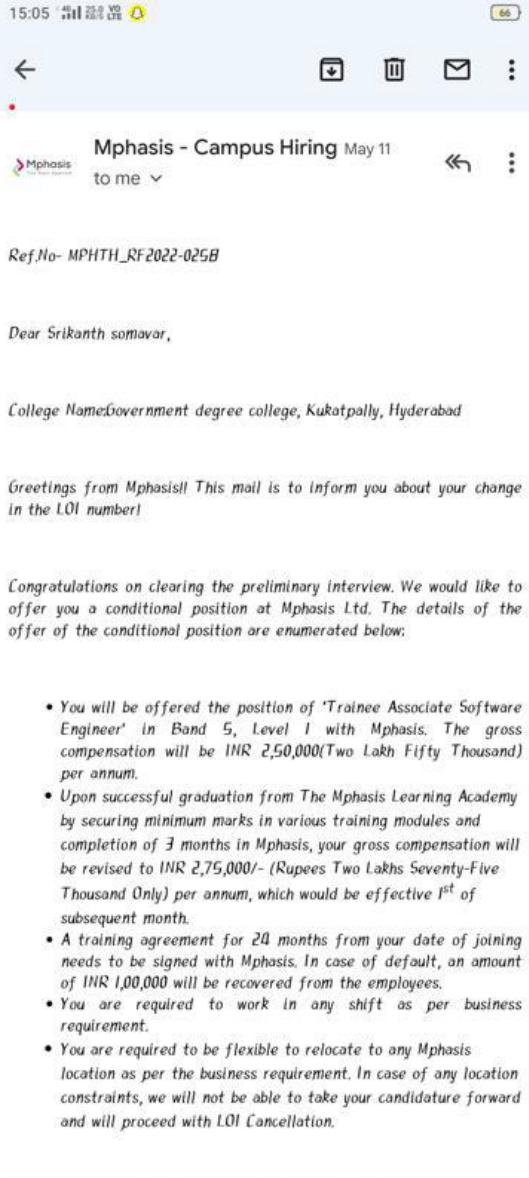 15:05 4G 25.0 KB/S VO LTE 66
Mphasis - Campus Hiring May 11
Mphasis
The Next Applied
to me
Ref.No- MPHTH_RF2022-0258
Dear Srikanth somavar,
College Name:Government degree college, Kukatpally, Hyderabad
Greetings from Mphasis!! This mail is to inform you about your change
in the LOI number!
Congratulations on clearing the preliminary interview. We would like to
offer you a conditional position at Mphasis Ltd. The details of the
offer of the conditional position are enumerated below:
• You will be offered the position of 'Trainee Associate Software
Engineer' in Band 5, Level 1 with Mphasis. The gross
compensation will be INR 2,50,000(Two Lakh Fifty Thousand)
per annum.
• Upon successful graduation from The Mphasis Learning Academy
by securing minimum marks in various training modules and
completion of 3 months in Mphasis, your gross compensation will
be revised to INR 2,75,000/- (Rupees Two Lakhs Seventy-Five
Thousand Only) per annum, which would be effective 1st of
subsequent month.
• A training agreement for 24 months from your date of joining
needs to be signed with Mphasis. In case of default, an amount
of INR 1,00,000 will be recovered from the employees.
• You are required to work in any shift as per business
requirement.
• You are required to be flexible to relocate to any Mphasis
location as per the business requirement. In case of any location
constraints, we will not be able to take your candidature forward
and will proceed with LOI Cancellation.